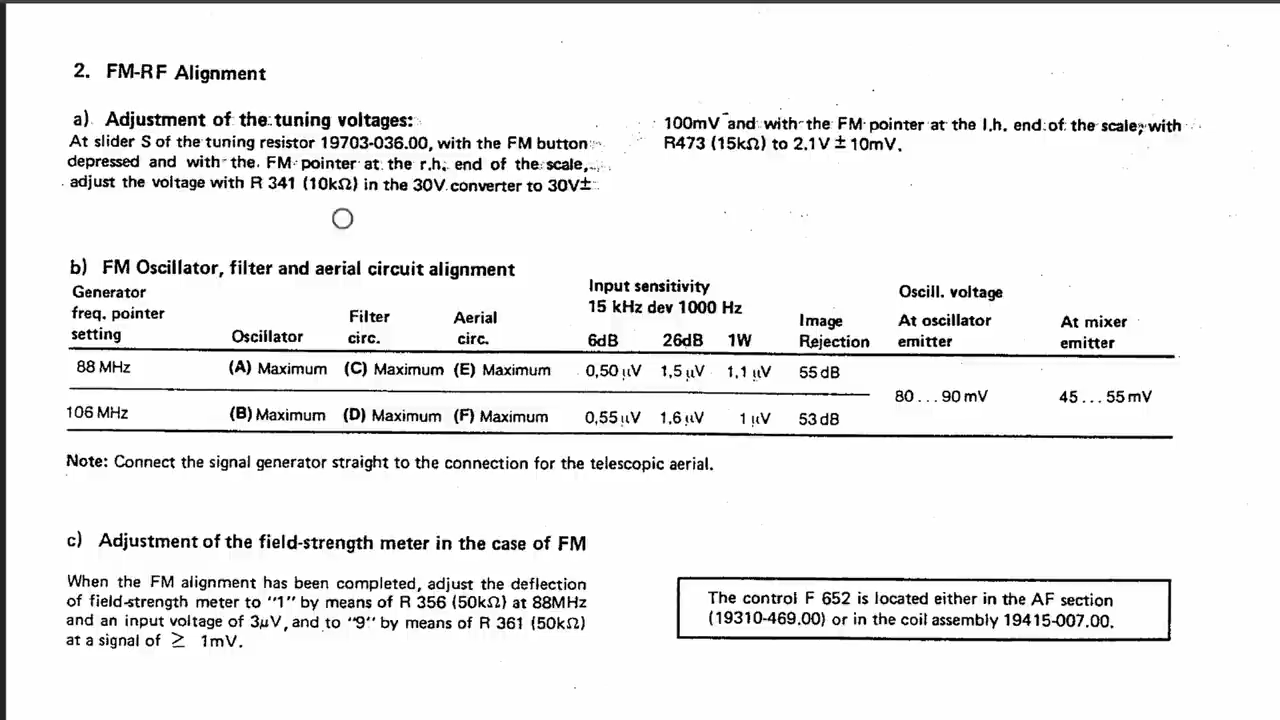 2. FM-RF Alignment
a) Adjustment of the tuning voltages:
At slider S of the tuning resistor 19703-036.00, with the FM button
depressed and with the FM pointer at the r.h. end of the scale,
adjust the voltage with R 341 (10kΩ) in the 30V converter to 30V±
100mV and with the FM pointer at the l.h. end of the scale, with
R473 (15kΩ) to 2.1V ± 10mV.
b) FM Oscillator, filter and aerial circuit alignment
Generator freq. pointer setting
Oscillator
Filter circ.
Aerial circ.
Input sensitivity
15 kHz dev 1000 Hz
6dB 26dB 1W
Image Rejection
Oscill. voltage
At oscillator emitter
At mixer emitter
88 MHz (A) Maximum (C) Maximum (E) Maximum 0,50 µV 1,5 µV 1,1 µV 55 dB
80 . . . 90 mV 45 . . . 55 mV
106 MHz (B) Maximum (D) Maximum (F) Maximum 0,55 µV 1,6 µV 1 µV 53 dB
Note: Connect the signal generator straight to the connection for the telescopic aerial.
c) Adjustment of the field-strength meter in the case of FM
When the FM alignment has been completed, adjust the deflection
of field-strength meter to "1" by means of R 356 (50kΩ) at 88MHz
and an input voltage of 3µV, and to "9" by means of R 361 (50kΩ)
at a signal of ≥ 1mV.
The control F 652 is located either in the AF section
(19310-469.00) or in the coil assembly 19415-007.00.